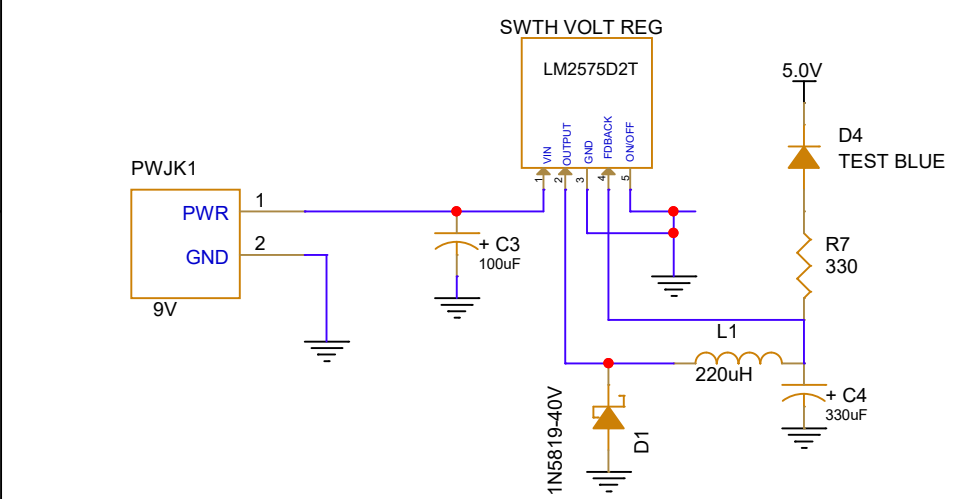 SWTH VOLT REG
LM2575D2T
VIN
OUTPUT
GND
FDBACK
ON/OFF
1
2
3
4
5
5.0V
D4
TEST BLUE
PWJK1
PWR
1
GND
2
9V
+ C3
100uF
R7
330
L1
220uH
+ C4
330uF
1N5819-40V
D1